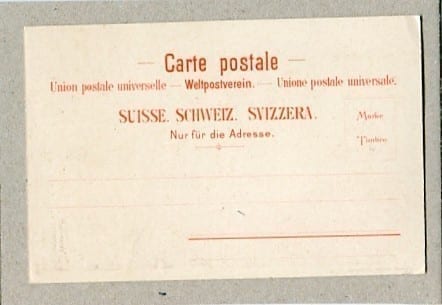 — Carte postale —
Union postale universelle — Weltpostverein. — Unione postale universale.
SUISSE. SCHWEIZ. SVIZZERA.
Nur für die Adresse.
Marke
Timbre